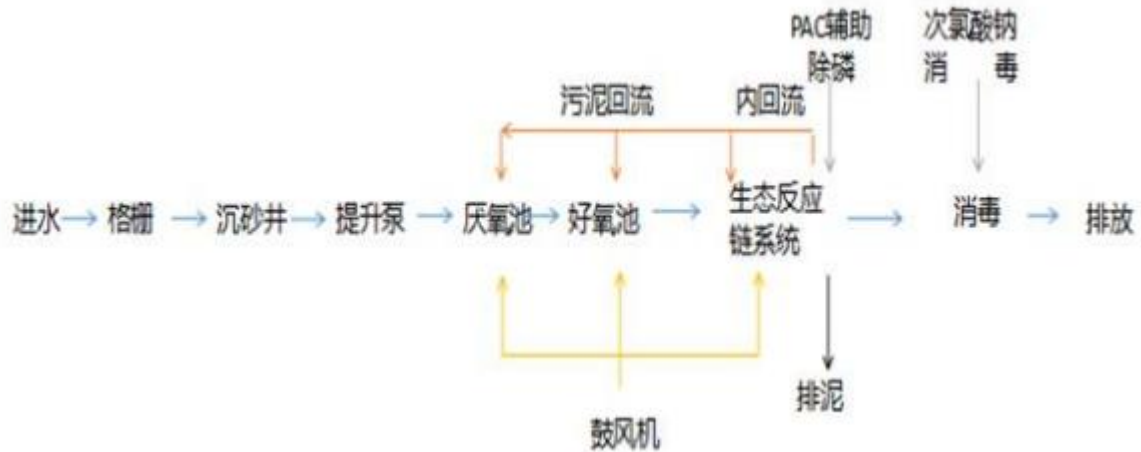 PAC辅助
除磷
次氯酸钠
消 毒
污泥回流
内回流
进水
格栅
沉砂井
提升泵
厌氧池
好氧池
生态反应
链系统
消毒
排放
排泥
鼓风机